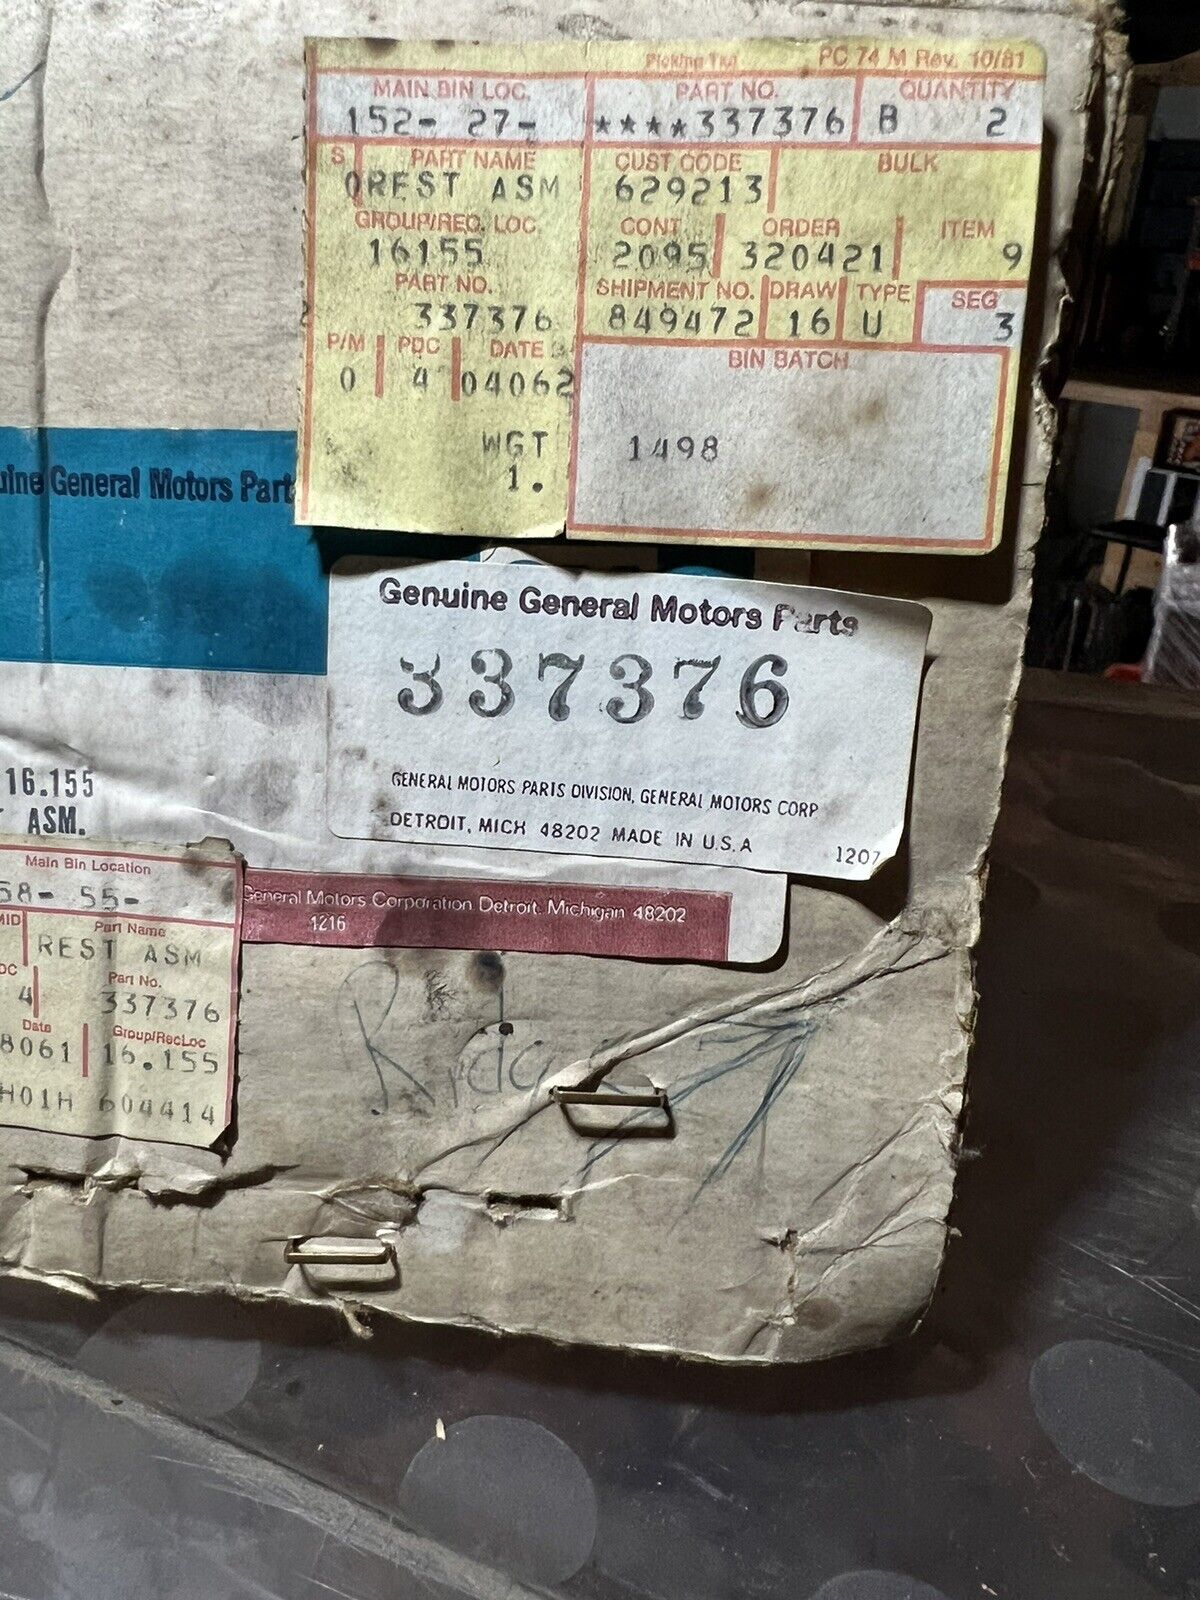 Picking Tkt PC 74 M Rev. 10/81
MAIN BIN LOC. PART NO. QUANTITY
152- 27- ****337376 B 2
S PART NAME CUST CODE BULK
QREST ASM 629213
GROUP/REQ. LOC. CONT ORDER ITEM
16155 2095 320421 9
PART NO. SHIPMENT NO. DRAW TYPE SEG
337376 849472 16 U 3
P/M PDC DATE BIN BATCH
0 4 04062
WGT 1498
1.
General Motors Part
Genuine General Motors Parts
337376
GENERAL MOTORS PARTS DIVISION, GENERAL MOTORS CORP
DETROIT, MICH 48202 MADE IN U.S.A
1207
16.155
ASM.
General Motors Corporation Detroit, Michigan 48202
1216
Main Bin Location
58- 55-
MID Part Name
REST ASM
Part No.
4 337376
Date Group/RecLoc
8061 16.155
H01H 604414